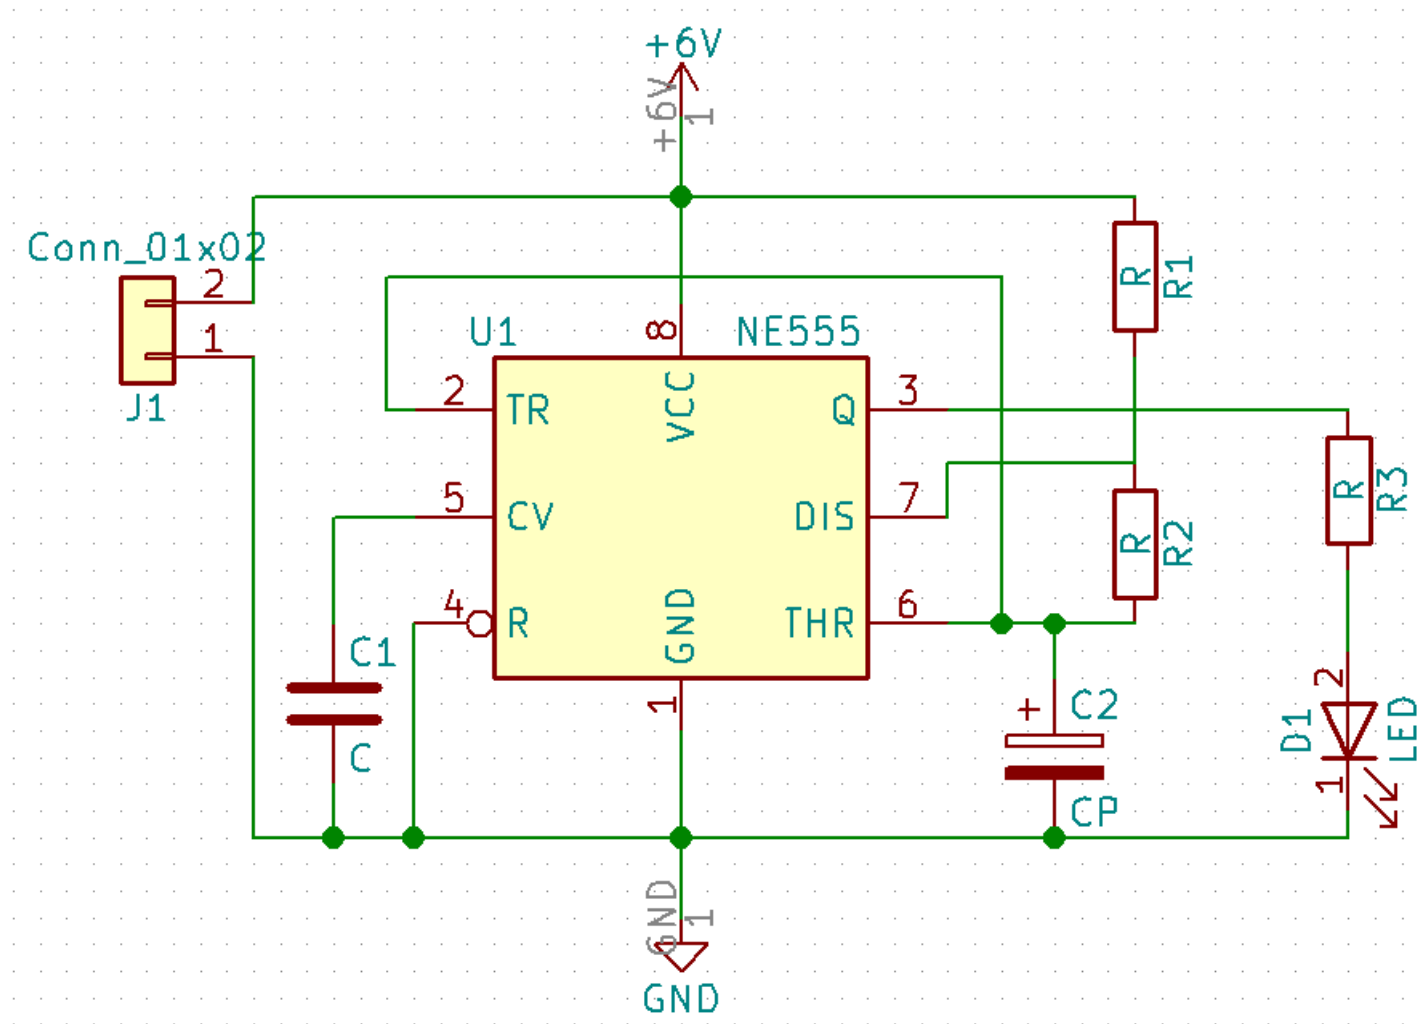 +6V
+6V
1
Conn_01x02
2
1
J1
U1
NE555
8
VCC
2
TR
Q
3
5
CV
DIS
7
4
R
THR
6
GND
1
R
R1
R
R2
R
R3
C1
C
+
C2
CP
2
D1
LED
1
GND
1
GND